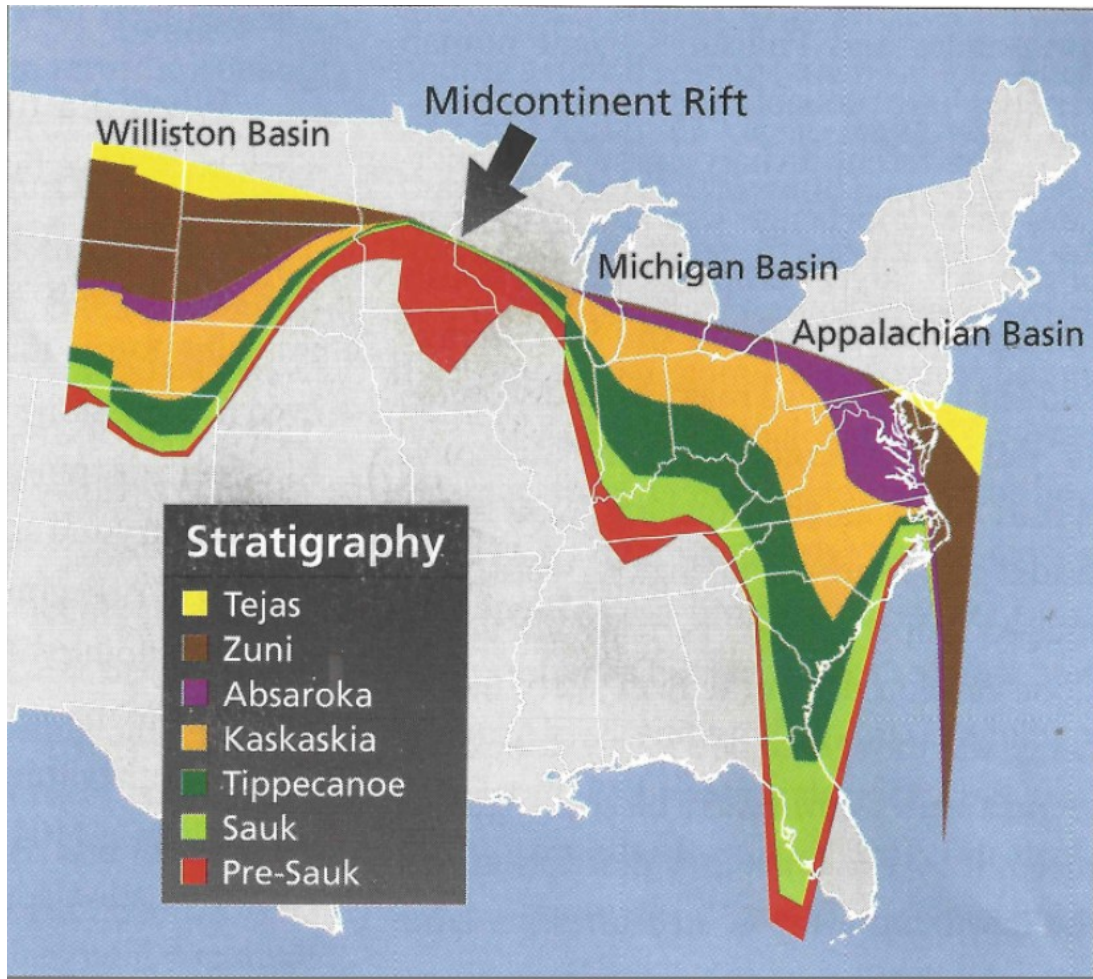 Midcontinent Rift
Williston Basin
Michigan Basin
Appalachian Basin
Stratigraphy
Tejas
Zuni
Absaroka
Kaskaskia
Tippecanoe
Sauk
Pre-Sauk